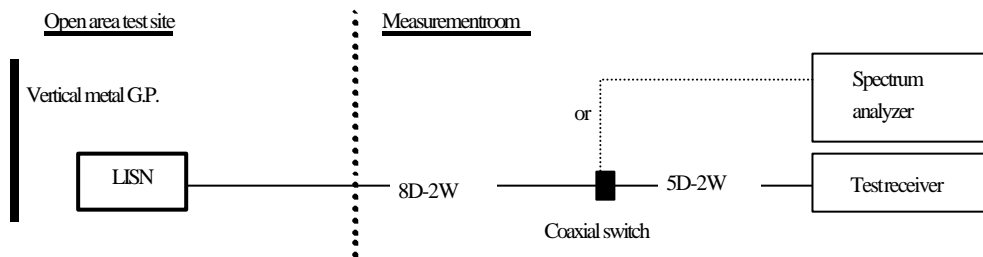 Open area test site
Measurementroom
Vertical metal G.P.
Spectrum
analyzer
or
LISN
8D-2W
5D-2W
Testreceiver
Coaxial switch